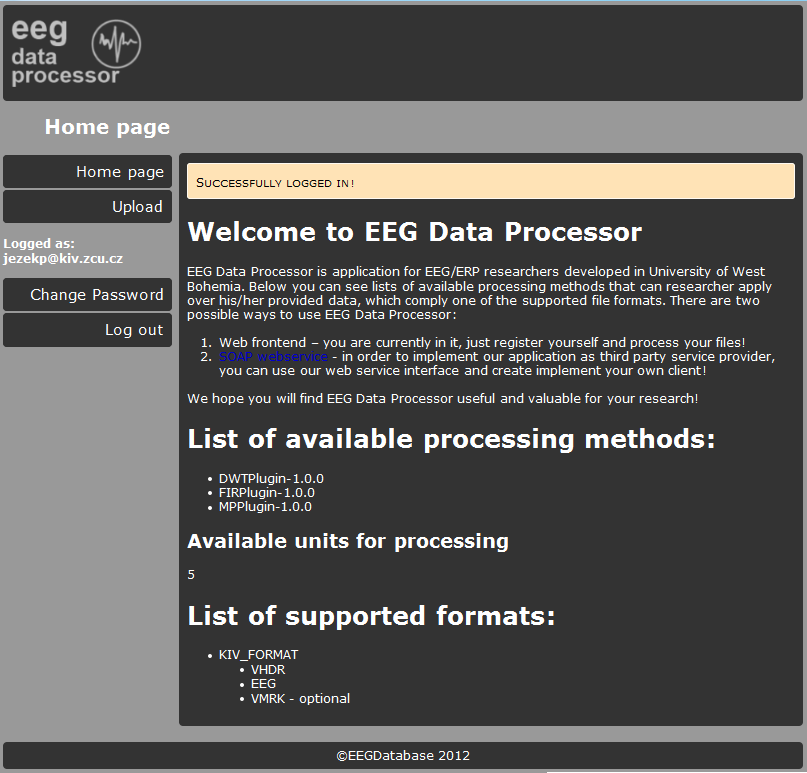 eeg
data
processor
Home page
Home page
Upload
Logged as:
jezekp@kiv.zcu.cz
Change Password
Log out
Successfully logged in!
Welcome to EEG Data Processor
EEG Data Processor is application for EEG/ERP researchers developed in University of West
Bohemia. Below you can see lists of available processing methods that can researcher apply
over his/her provided data, which comply one of the supported file formats. There are two
possible ways to use EEG Data Processor:
1. Web frontend – you are currently in it, just register yourself and process your files!
2. SOAP webservice - in order to implement our application as third party service provider,
you can use our web service interface and create implement your own client!
We hope you will find EEG Data Processor useful and valuable for your research!
List of available processing methods:
• DWTPlugin-1.0.0
• FIRPlugin-1.0.0
• MPPlugin-1.0.0
Available units for processing
5
List of supported formats:
• KIV_FORMAT
• VHDR
• EEG
• VMRK - optional
©EEGDatabase 2012